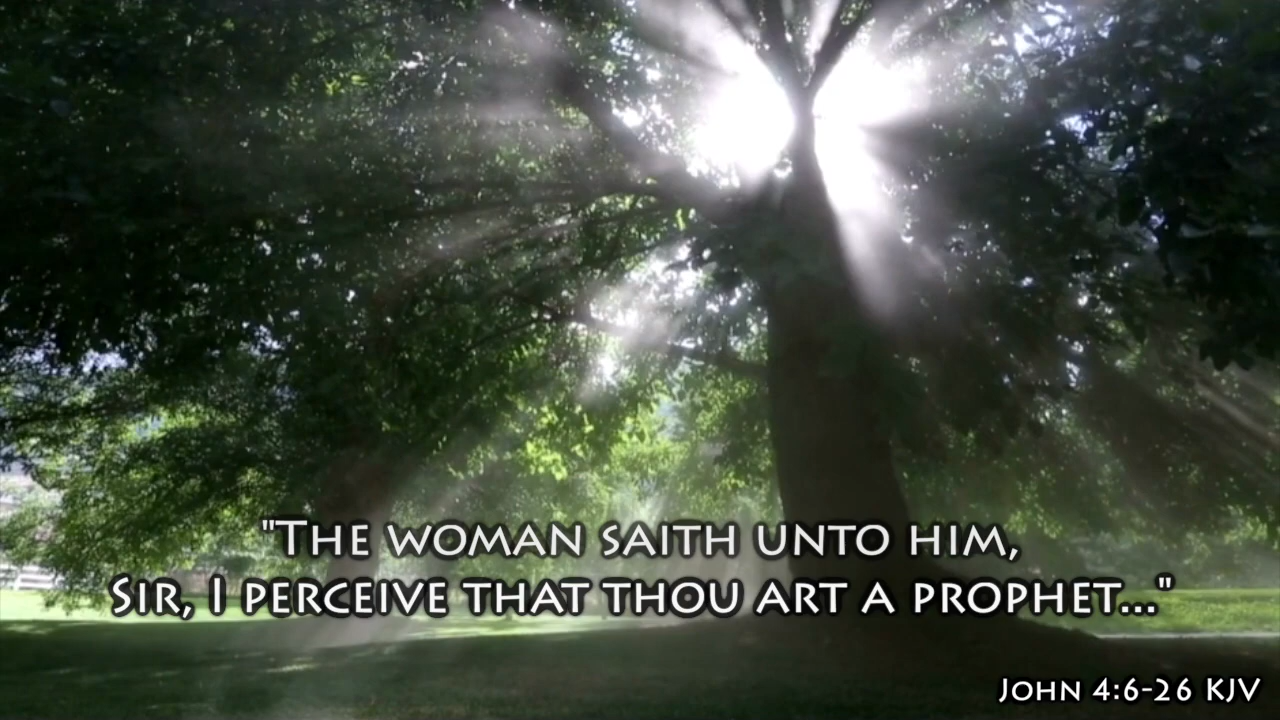 "The woman saith unto him,
Sir, I perceive that thou art a prophet..."
John 4:6-26 KJV